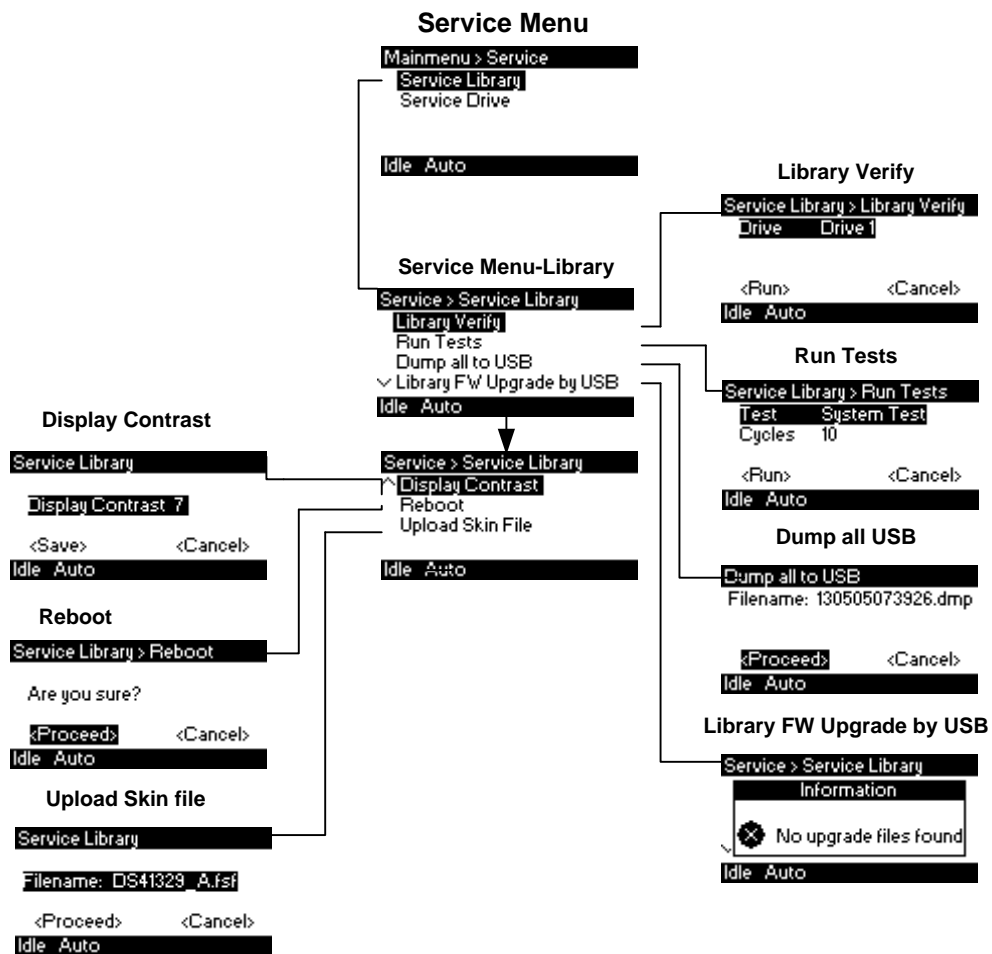 Service Menu
Mainmenu > Service
Service Library
Service Drive
Idle Auto
Service Menu-Library
Service > Service Library
Library Verify
Run Tests
Dump all to USB
Library FW Upgrade by USB
Idle Auto
Service > Service Library
Display Contrast
Reboot
Upload Skin File
Idle Auto
Display Contrast
Service Library
Display Contrast 7
<Save> <Cancel>
Idle Auto
Reboot
Service Library > Reboot
Are you sure?
<Proceed> <Cancel>
Idle Auto
Upload Skin file
Service Library
Filename: DS41329_A.fsf
<Proceed> <Cancel>
Idle Auto
Library Verify
Service Library > Library Verify
Drive Drive 1
<Run> <Cancel>
Idle Auto
Run Tests
Service Library > Run Tests
Test System Test
Cycles 10
<Run> <Cancel>
Idle Auto
Dump all USB
Dump all to USB
Filename: 130505073926.dmp
<Proceed> <Cancel>
Idle Auto
Library FW Upgrade by USB
Service > Service Library
Information
No upgrade files found
Idle Auto